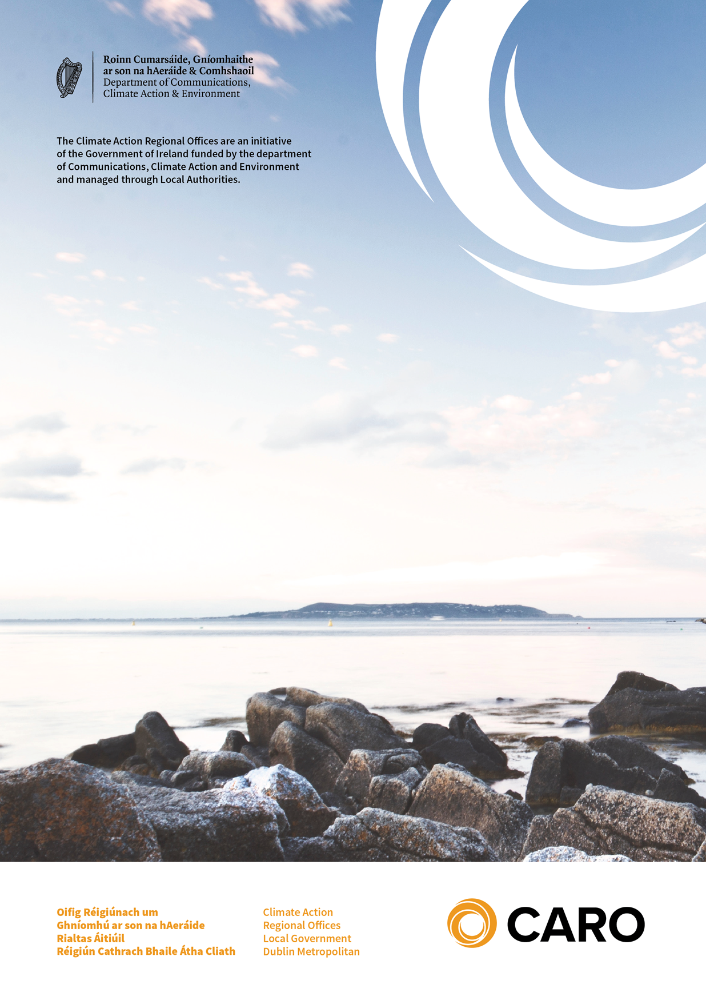 Roinn Cumarsáide, Gníomhaithe
ar son na hAeráide & Comhshaoil
Department of Communications,
Climate Action & Environment
The Climate Action Regional Offices are an initiative
of the Government of Ireland funded by the department
of Communications, Climate Action and Environment
and managed through Local Authorities.
Oifig Réigiúnach um
Ghníomhú ar son na hAeráide
Rialtas Áitiúil
Réigiún Cathrach Bhaile Átha Cliath
Climate Action
Regional Offices
Local Government
Dublin Metropolitan
CARO